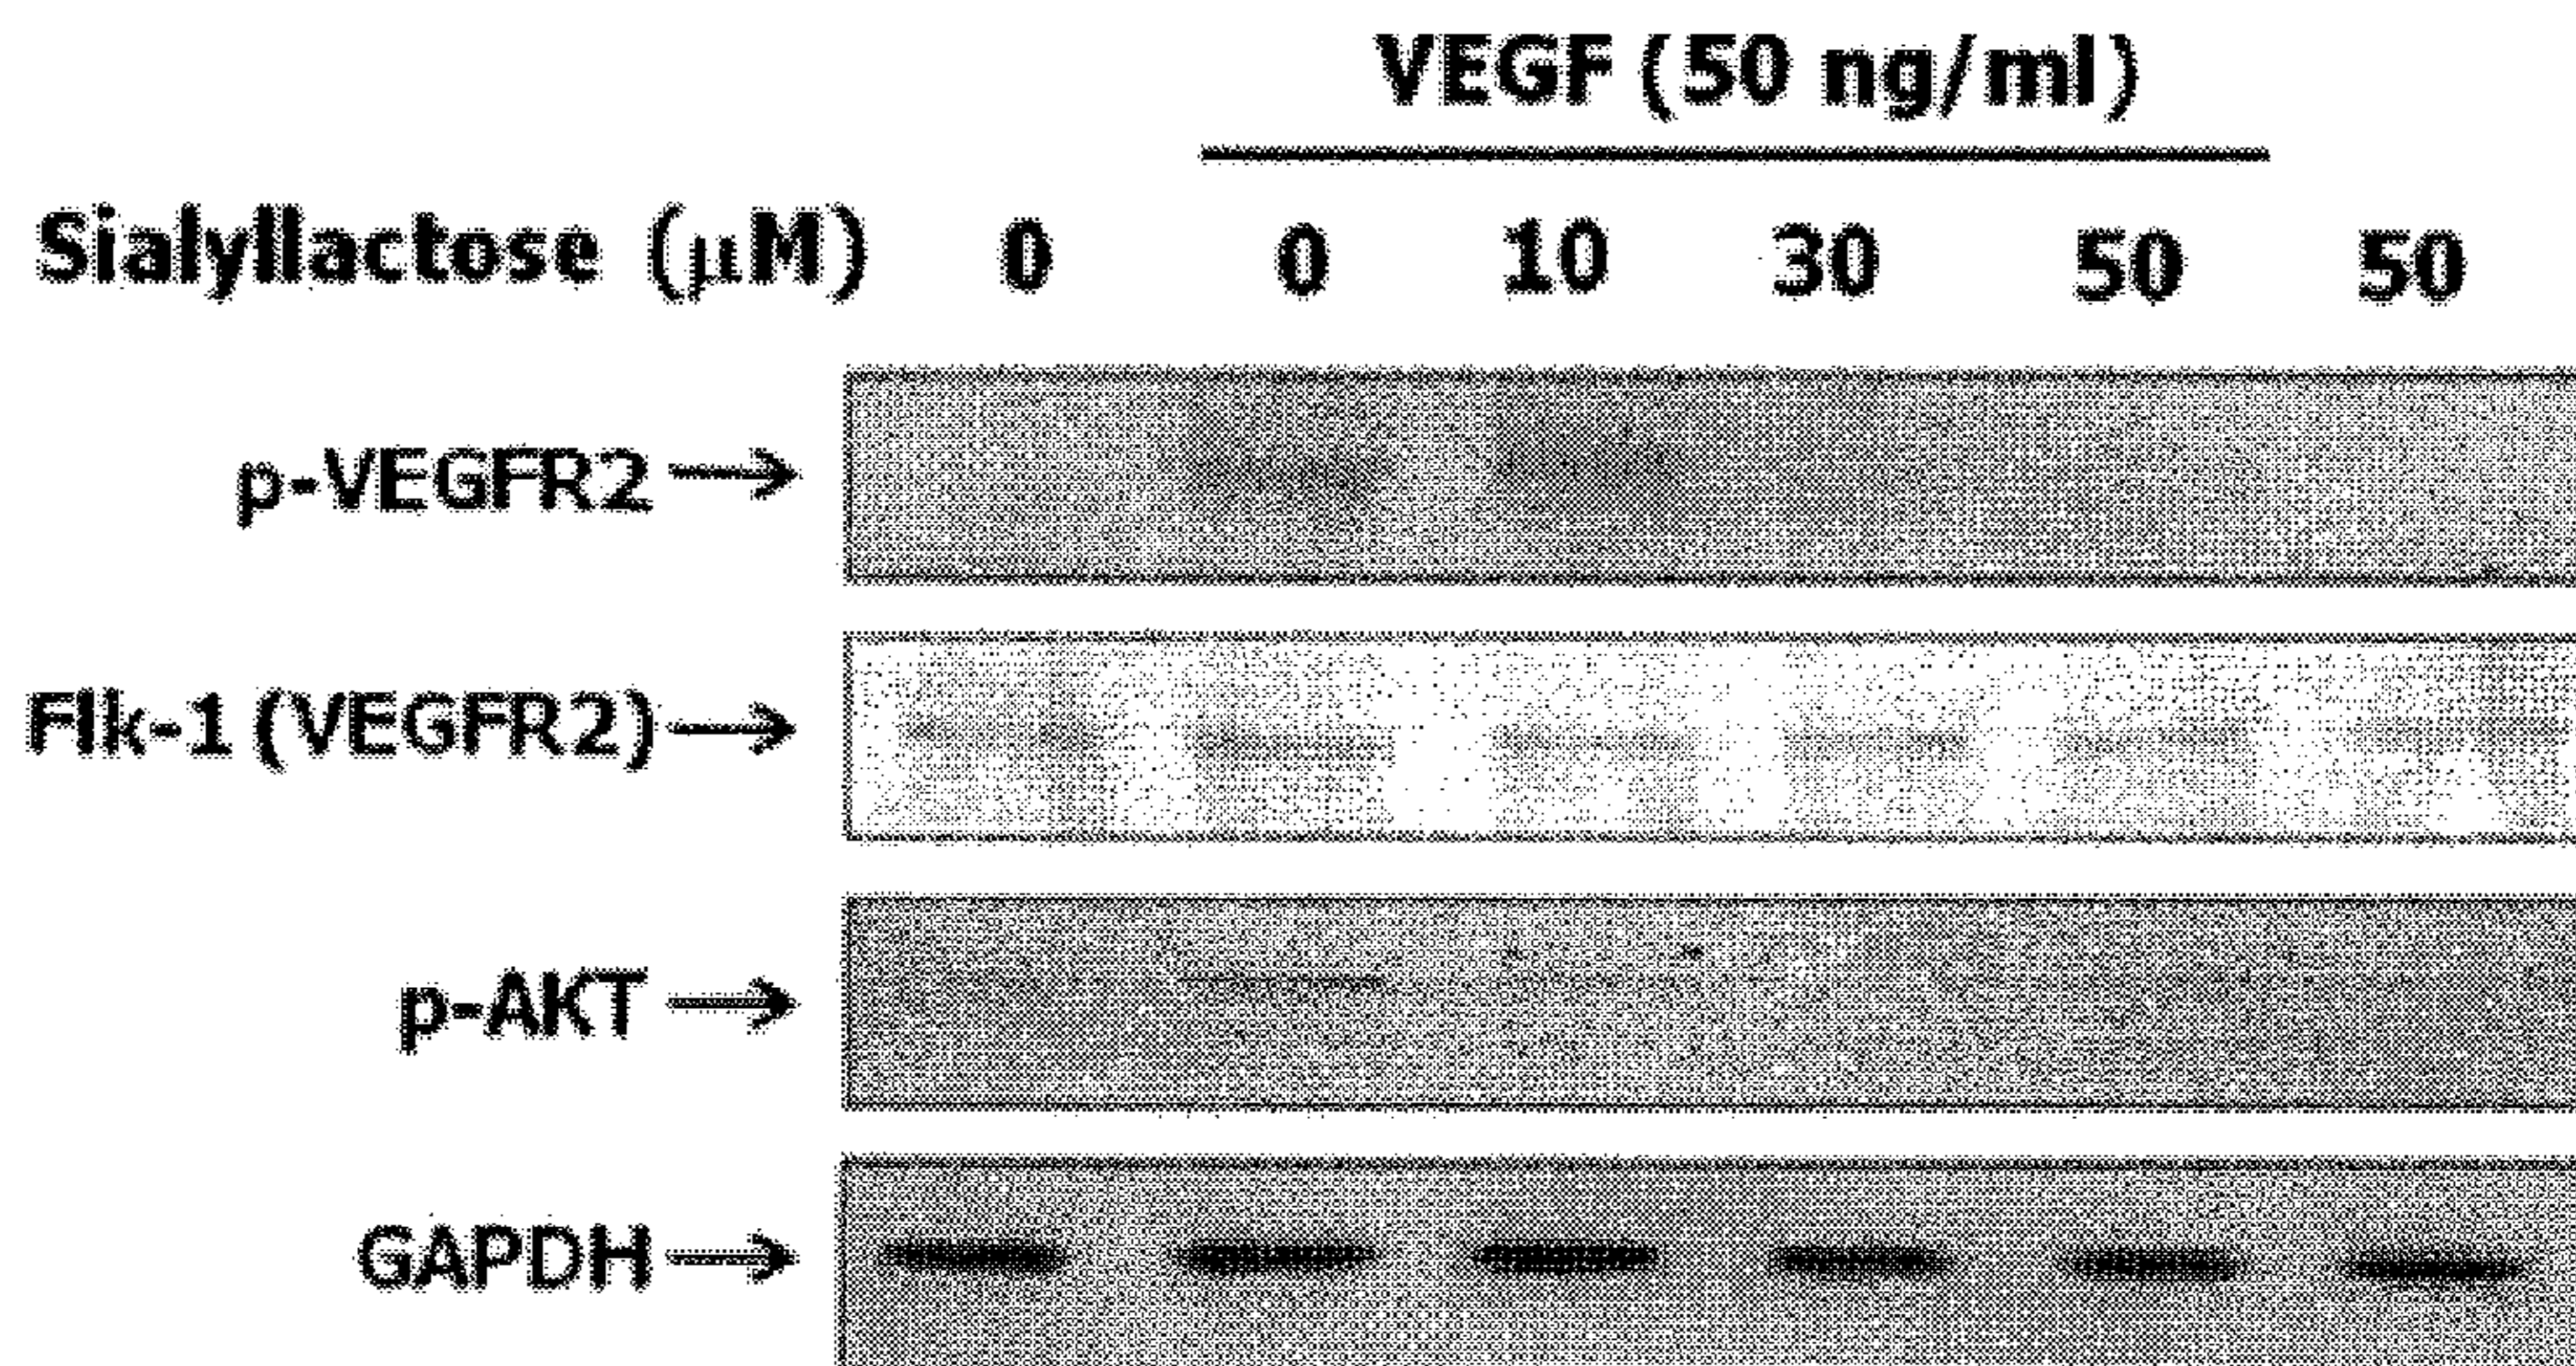 VEGF (50 ng/ml)
Sialyllactose (μM) 0 0 10 30 50 50
p-VEGFR2 →
Flk-1 (VEGFR2) →
p-AKT →
GAPDH →